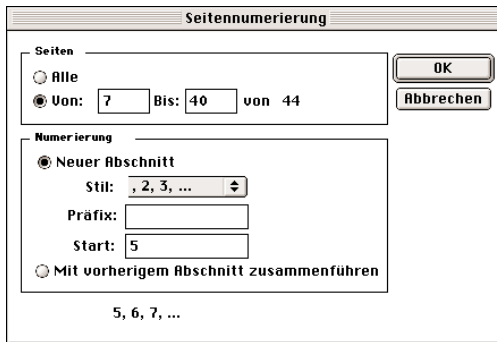 Seitennumerierung
Seiten
Alle
Von: 7 Bis: 40 von 44
OK
Abbrechen
Numerierung
Neuer Abschnitt
Stil: , 2, 3, ...
Präfix:
Start: 5
Mit vorherigem Abschnitt zusammenführen
5, 6, 7, ...